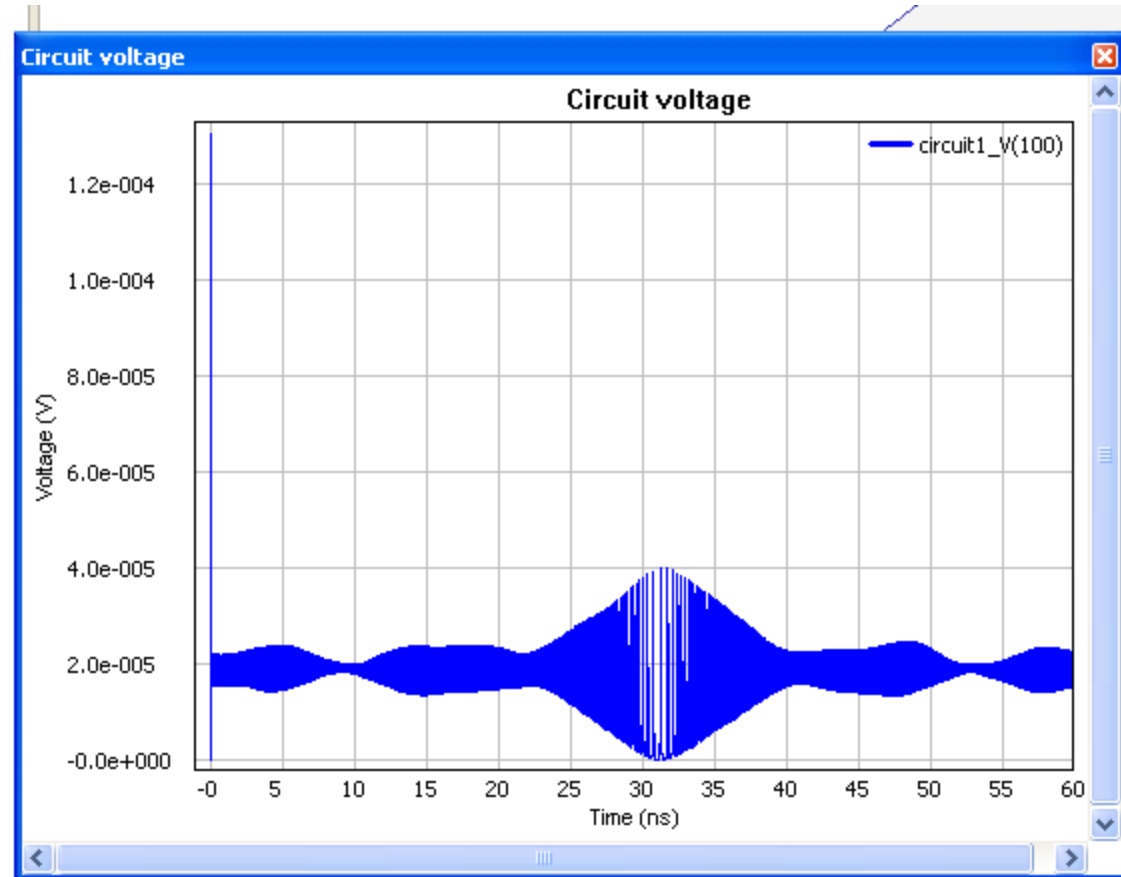 Circuit voltage
Circuit voltage
circuit1_V(100)
1.2e-004
1.0e-004
8.0e-005
6.0e-005
4.0e-005
2.0e-005
-0.0e+000
Voltage (V)
-0 5 10 15 20 25 30 35 40 45 50 55 60
Time (ns)